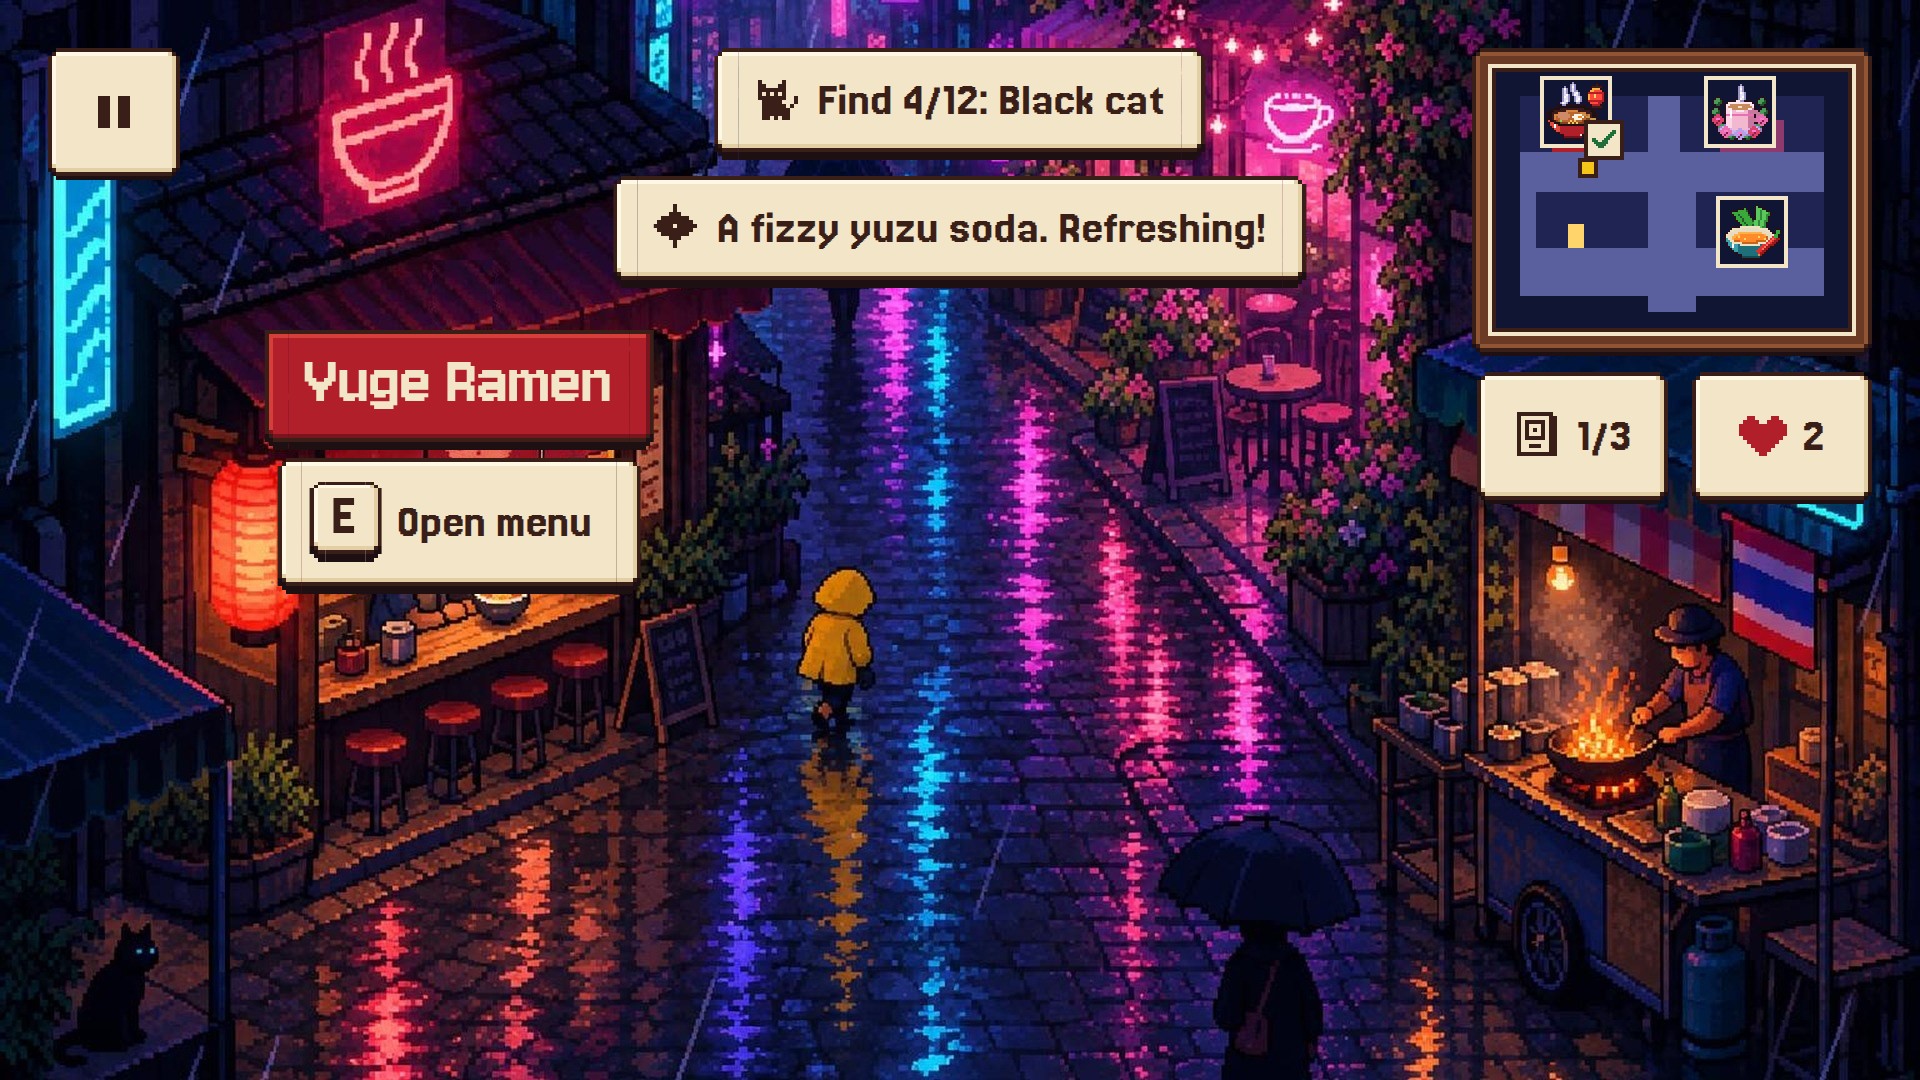 Find 4/12: Black cat
A fizzy yuzu soda. Refreshing!
Yuge Ramen
E Open menu
1/3
2